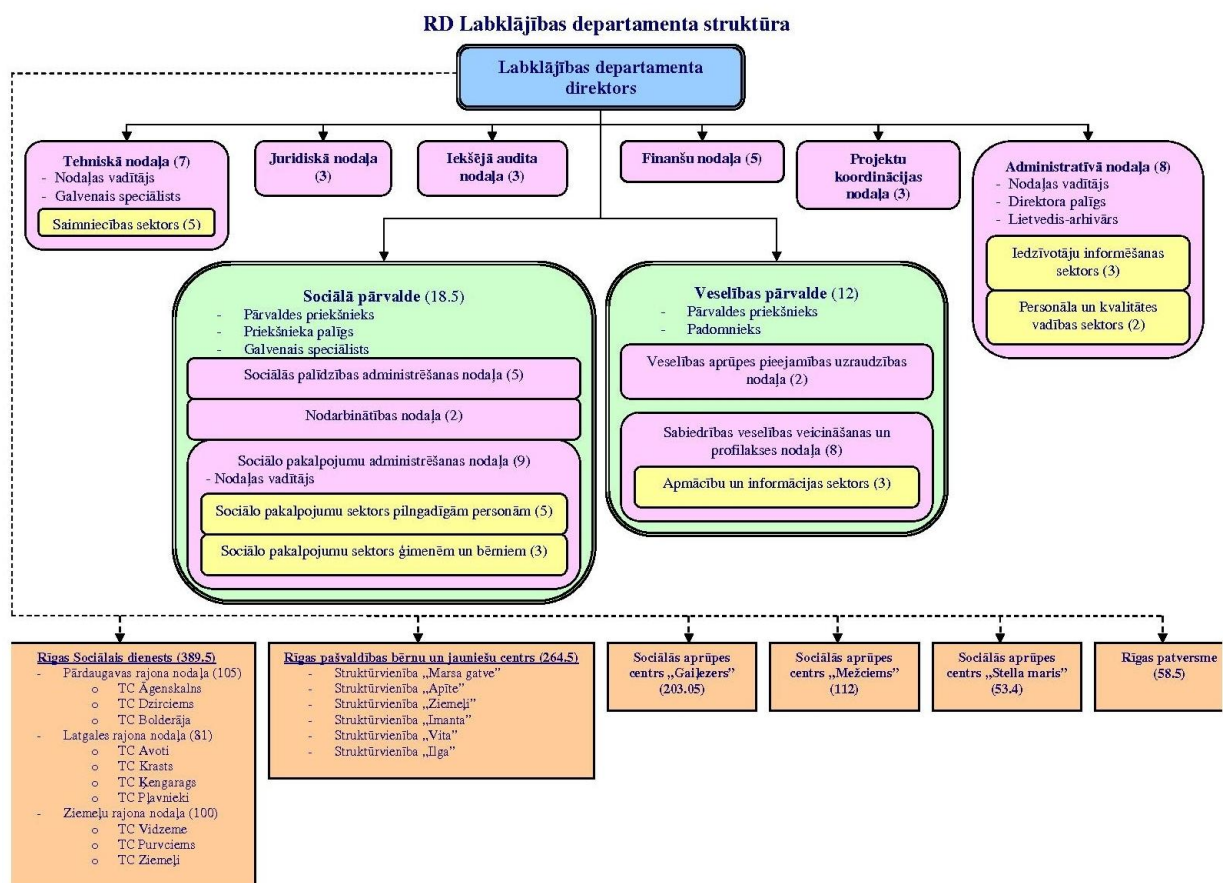 RD Labklājības departamenta struktūra
Labklājības departamenta
direktors
Tehniskā nodaļa (7)
- Nodaļas vadītājs
- Galvenais speciālists
Saimniecības sektors (5)
Juridiskā nodaļa
(3)
Iekšējā audita
nodaļa (3)
Finanšu nodaļa (5)
Projektu
koordinācijas
nodaļa (3)
Administratīvā nodaļa (8)
- Nodaļas vadītājs
- Direktora palīgs
- Lietvedis-arhivārs
Iedzīvotāju informēšanas
sektors (3)
Personāla un kvalitātes
vadības sektors (2)
Sociālā pārvalde (18.5)
- Pārvaldes priekšnieks
- Priekšnieka palīgs
- Galvenais speciālists
Sociālās palīdzības administrēšanas nodaļa (5)
Nodarbinātības nodaļa (2)
Sociālo pakalpojumu administrēšanas nodaļa (9)
- Nodaļas vadītājs
Sociālo pakalpojumu sektors pilngadīgām personām (5)
Sociālo pakalpojumu sektors ģimenēm un bērniem (3)
Veselības pārvalde (12)
- Pārvaldes priekšnieks
- Padomnieks
Veselības aprūpes pieejamības uzraudzības
nodaļa (2)
Sabiedrības veselības veicināšanas un
profilakses nodaļa (8)
Apmācību un informācijas sektors (3)
Rīgas Sociālais dienests (389.5)
- Pārdaugavas rajona nodaļa (105)
o TC Āgenskalns
o TC Dzirciems
o TC Bolderāja
- Latgales rajona nodaļa (81)
o TC Avoti
o TC Krasts
o TC Ķengarags
o TC Pļavnieki
- Ziemeļu rajona nodaļa (100)
o TC Vidzeme
o TC Purvciems
o TC Ziemeļi
Rīgas pašvaldības bērnu un jauniešu centrs (264.5)
- Struktūrvienība „Marsa gatve”
- Struktūrvienība „Apīte”
- Struktūrvienība „Ziemeļi”
- Struktūrvienība „Imanta”
- Struktūrvienība „Vita”
- Struktūrvienība „Ilga”
Sociālās aprūpes
centrs „Gaiļezers”
(203.05)
Sociālās aprūpes
centrs „Mežciems”
(112)
Sociālās aprūpes
centrs „Stella maris”
(53.4)
Rīgas patversme
(58.5)